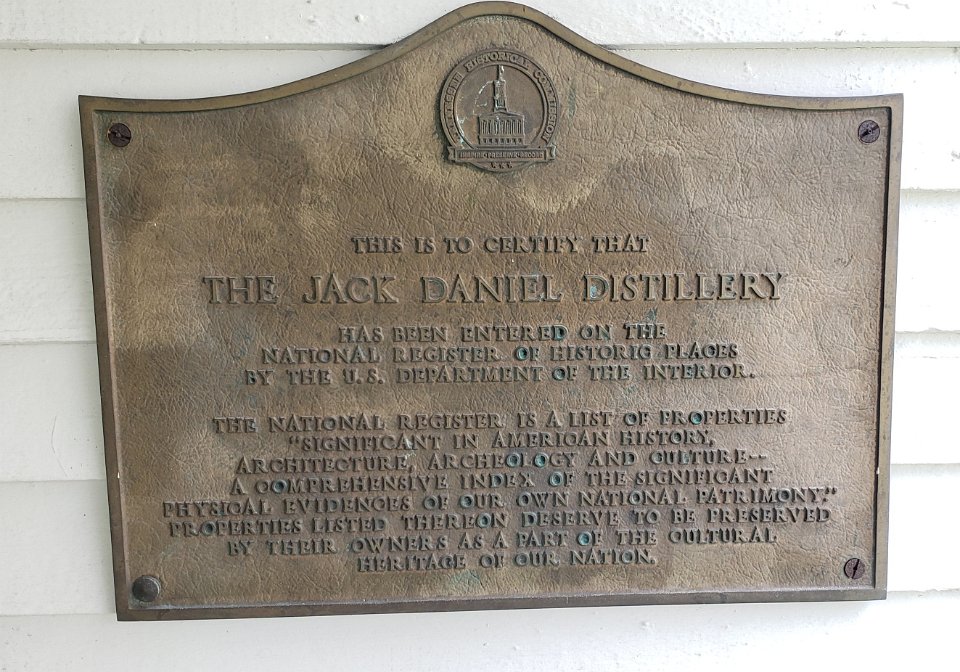 TENNESSEE HISTORICAL COMMISSION
THIS IS TO CERTIFY THAT
THE JACK DANIEL DISTILLERY
HAS BEEN ENTERED ON THE
NATIONAL REGISTER OF HISTORIC PLACES
BY THE U.S. DEPARTMENT OF THE INTERIOR.
THE NATIONAL REGISTER IS A LIST OF PROPERTIES
"SIGNIFICANT IN AMERICAN HISTORY,
ARCHITECTURE, ARCHEOLOGY AND CULTURE--
A COMPREHENSIVE INDEX OF THE SIGNIFICANT
PHYSICAL EVIDENCES OF OUR OWN NATIONAL PATRIMONY."
PROPERTIES LISTED THEREON DESERVE TO BE PRESERVED
BY THEIR OWNERS AS A PART OF THE CULTURAL
HERITAGE OF OUR NATION.